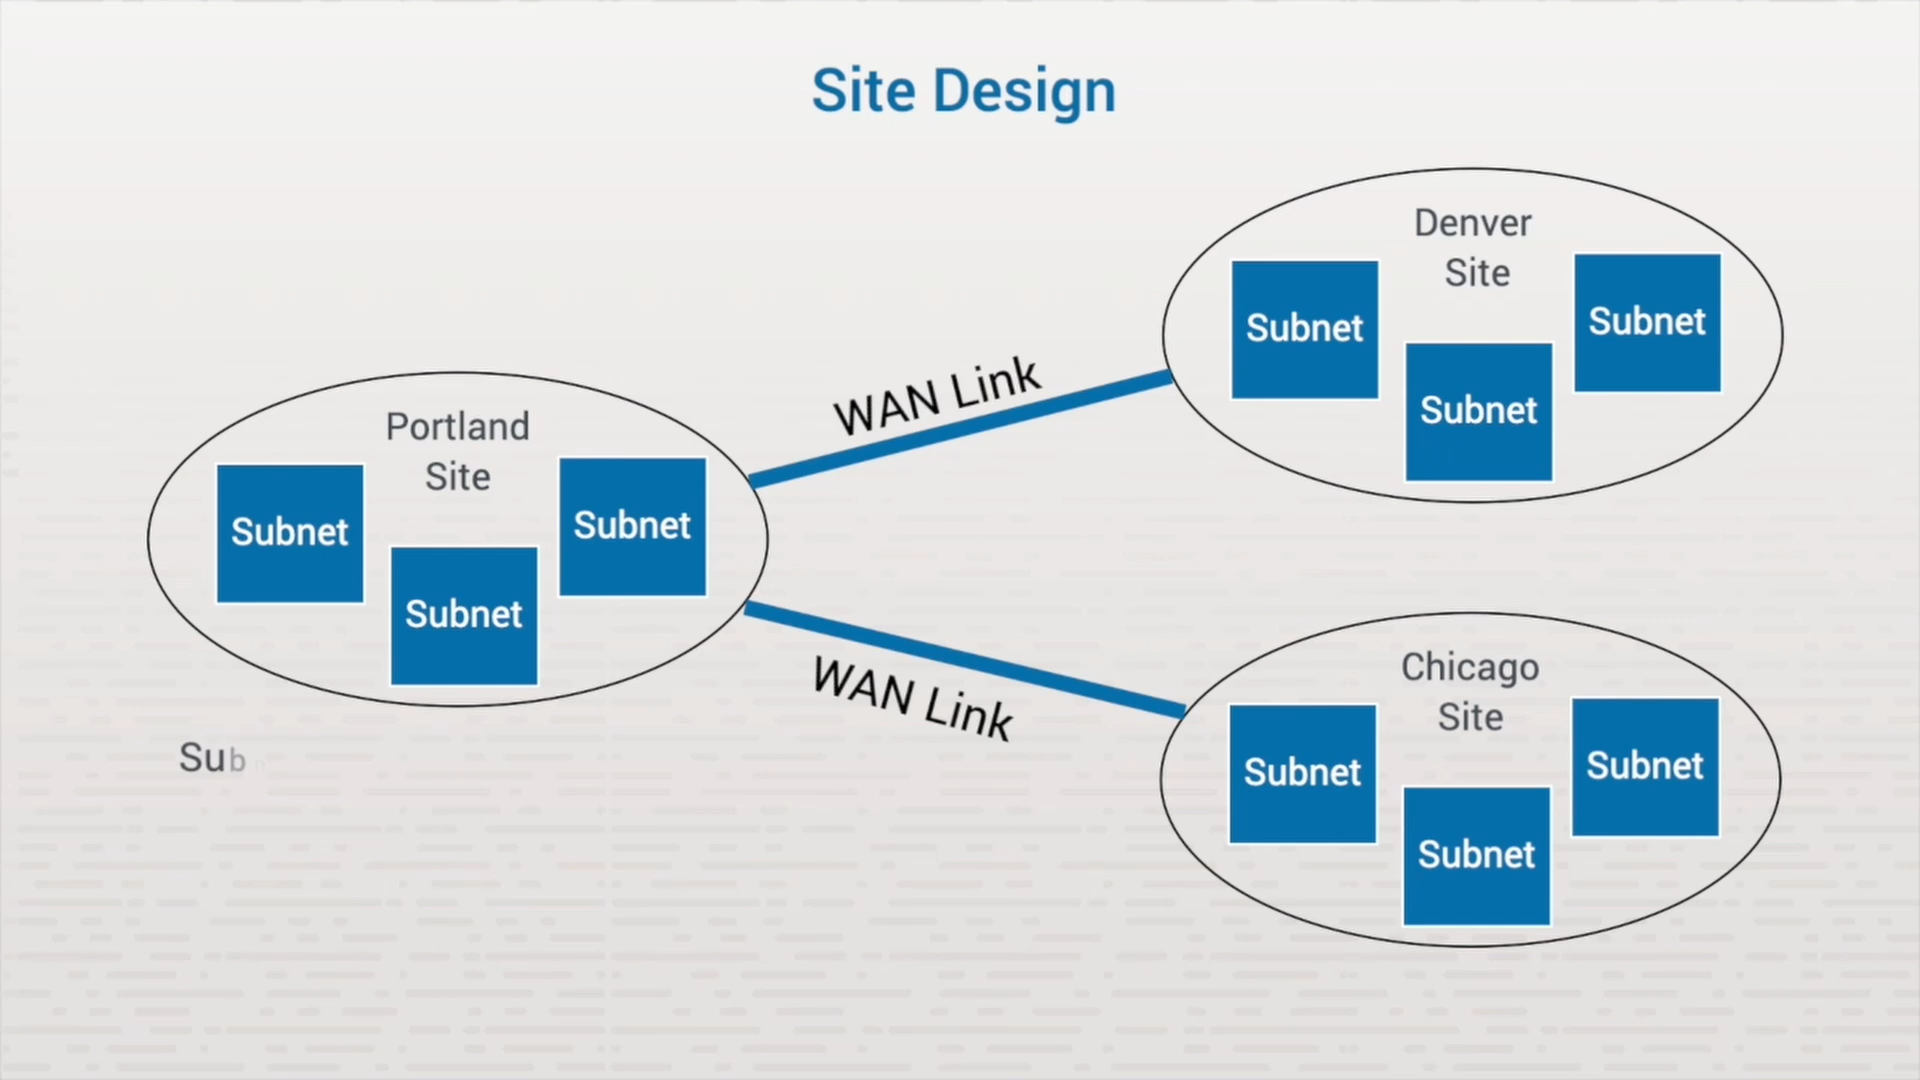 Site Design
Portland
Site
Subnet
Subnet
Subnet
WAN Link
WAN Link
Denver
Site
Subnet
Subnet
Subnet
Chicago
Site
Subnet
Subnet
Subnet
Sub